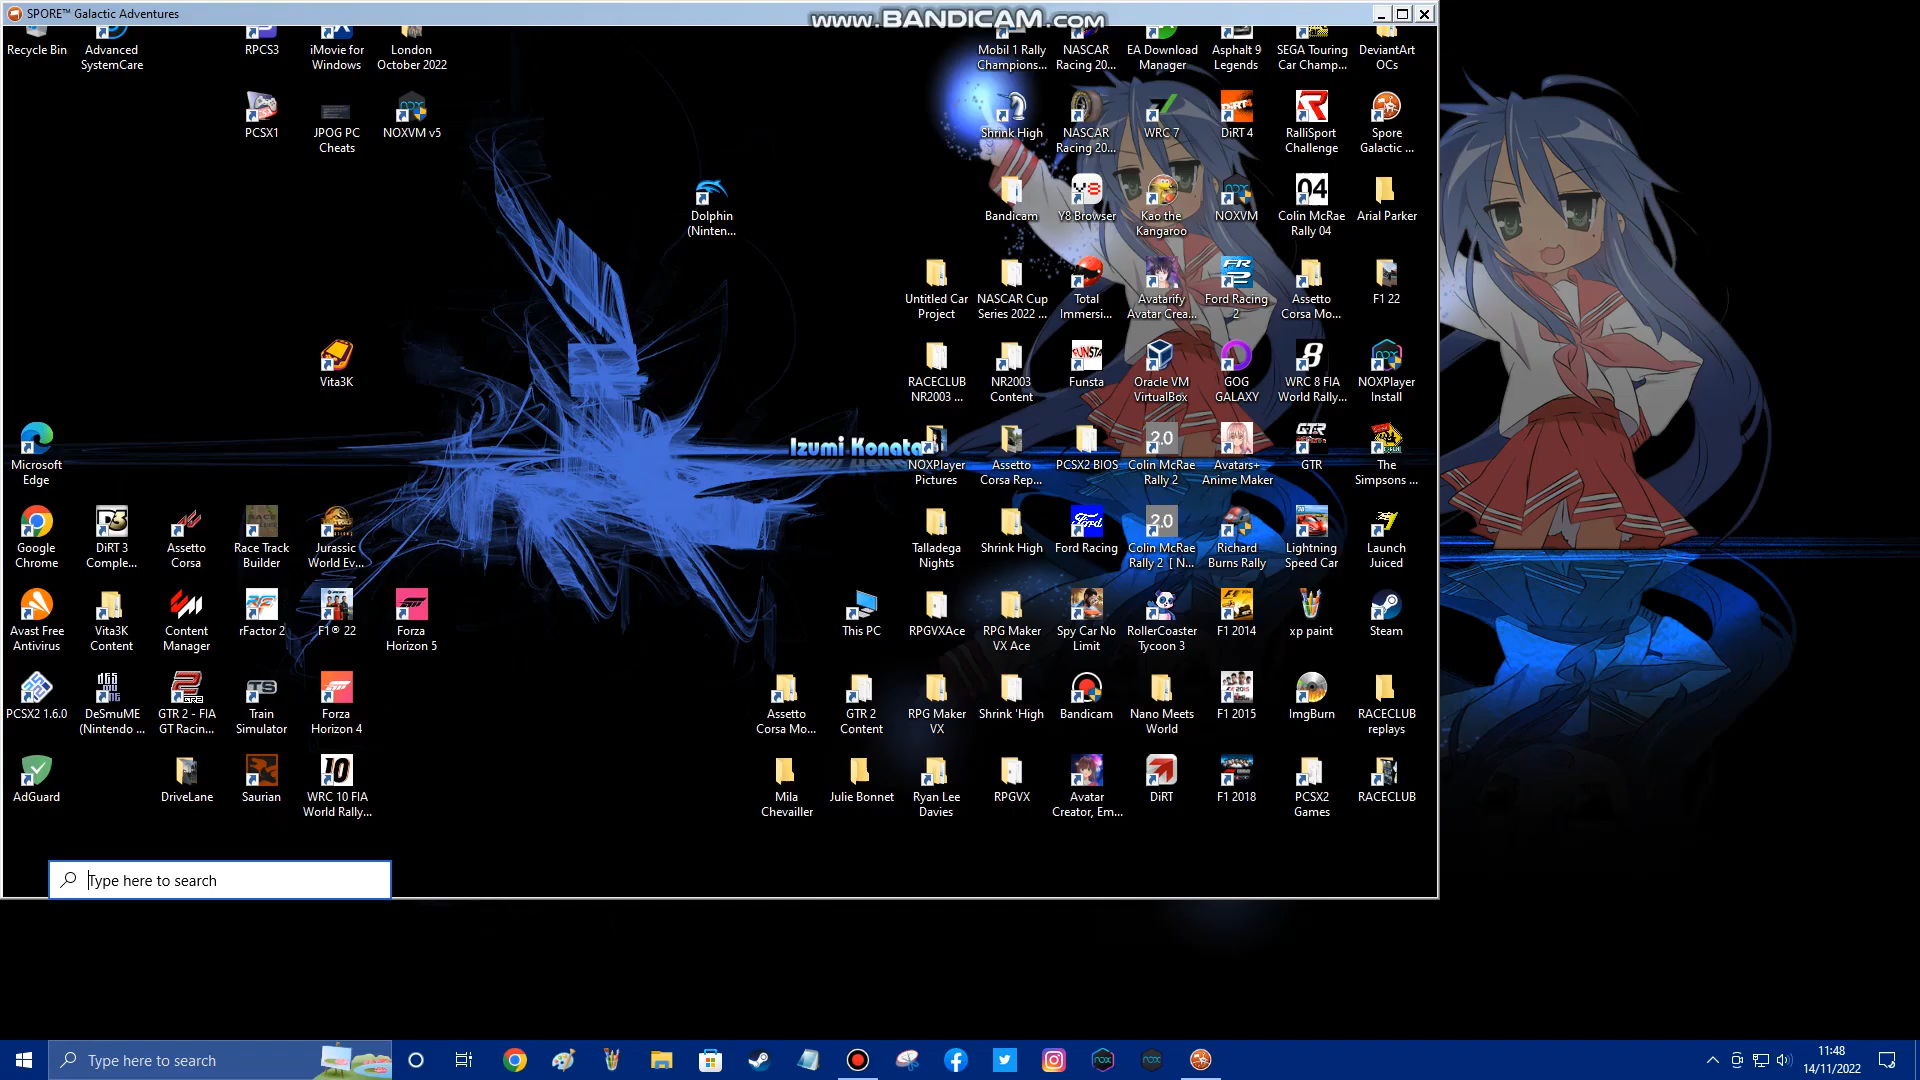 SPORE™ Galactic Adventures
www.BANDICAM.com
Recycle Bin
Advanced
SystemCare
RPCS3
iMovie for
Windows
London
October 2022
Mobil 1 Rally
Champions...
NASCAR
Racing 20...
EA Download
Manager
Asphalt 9
Legends
SEGA Touring
Car Champ...
DeviantArt
OCs
PCSX1
JPOG PC
Cheats
NOXVM v5
Shrink High
NASCAR
Racing 20...
WRC 7
DiRT 4
RalliSport
Challenge
Spore
Galactic ...
Dolphin
(Ninten...
Bandicam
Y8 Browser
Kao the
Kangaroo
NOXVM
04
Colin McRae
Rally 04
Arial Parker
Untitled Car
Project
NASCAR Cup
Series 2022 ...
Total
Immersi...
Avatarify
Avatar Crea...
Ford Racing
2
Assetto
Corsa Mo...
F1 22
Vita3K
RACECLUB
NR2003 ...
NR2003
Content
FUNSTA
Funsta
Oracle VM
VirtualBox
GOG
GALAXY
8
WRC 8 FIA
World Rally...
NOXPlayer
Install
Izumi Konata
Microsoft
Edge
NOXPlayer
Pictures
Assetto
Corsa Rep...
PCSX2 BIOS
2.0
Colin McRae
Rally 2
Avatars+
Anime Maker
GTR
GTR
The
Simpsons ...
Google
Chrome
D3
DiRT 3
Comple...
Assetto
Corsa
Race Track
Builder
Jurassic
World Ev...
Talladega
Nights
Shrink High
Ford
Ford Racing
2.0
Colin McRae
Rally 2 [ N...
Richard
Burns Rally
Lightning
Speed Car
Launch
Juiced
Avast Free
Antivirus
Vita3K
Content
Content
Manager
rFactor 2
F1® 22
Forza
Horizon 5
This PC
RPGVXAce
RPG Maker
VX Ace
Spy Car No
Limit
RollerCoaster
Tycoon 3
F1 2014
xp paint
Steam
PCSX2 1.6.0
DeSmuME
(Nintendo ...
GTR 2 - FIA
GT Racin...
TS
Train
Simulator
Forza
Horizon 4
Assetto
Corsa Mo...
GTR 2
Content
RPG Maker
VX
Shrink 'High
Bandicam
Nano Meets
World
F1 2015
ImgBurn
RACECLUB
replays
AdGuard
DriveLane
Saurian
10
WRC 10 FIA
World Rally...
Mila
Chevailler
Julie Bonnet
Ryan Lee
Davies
RPGVX
Avatar
Creator, Em...
DiRT
F1 2018
PCSX2
Games
RACECLUB
Type here to search
Type here to search
11:48
14/11/2022